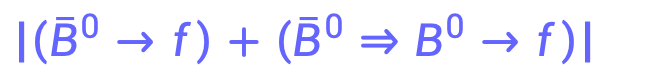 |(B̄⁰ → f) + (B̄⁰ ⇒ B⁰ → f)|